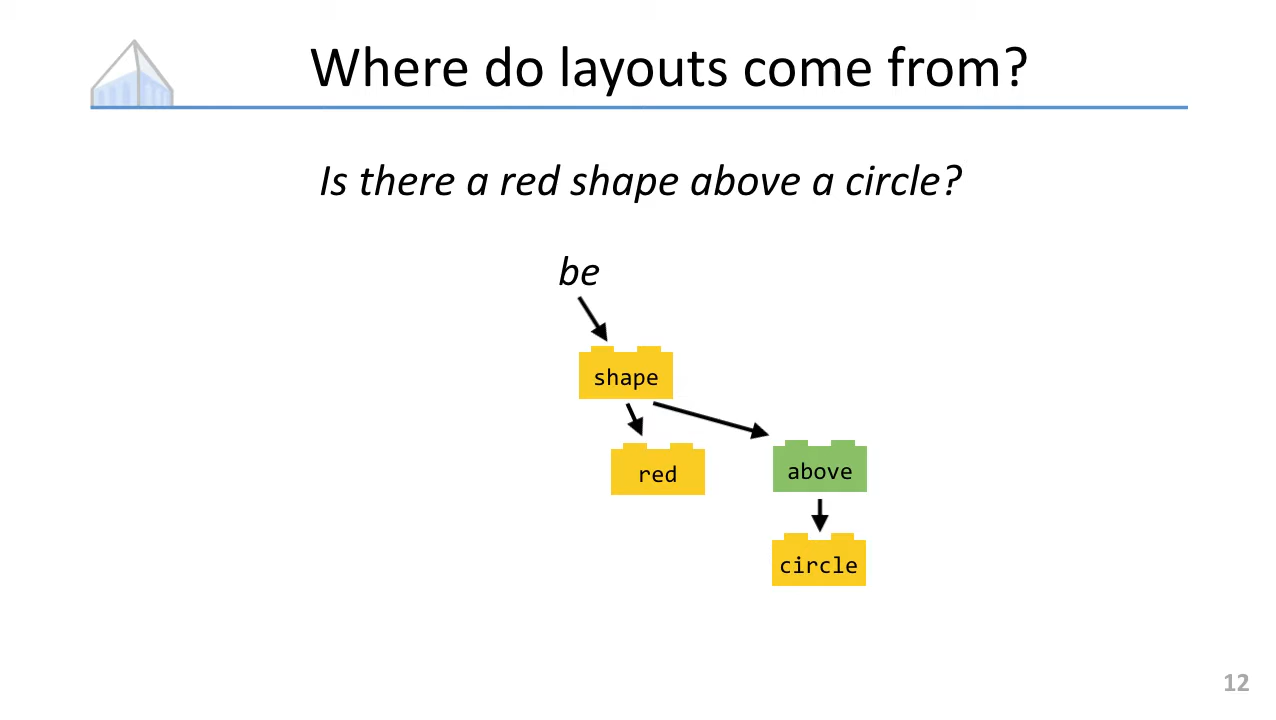 Where do layouts come from?
Is there a red shape above a circle?
be
shape
red
above
circle
12